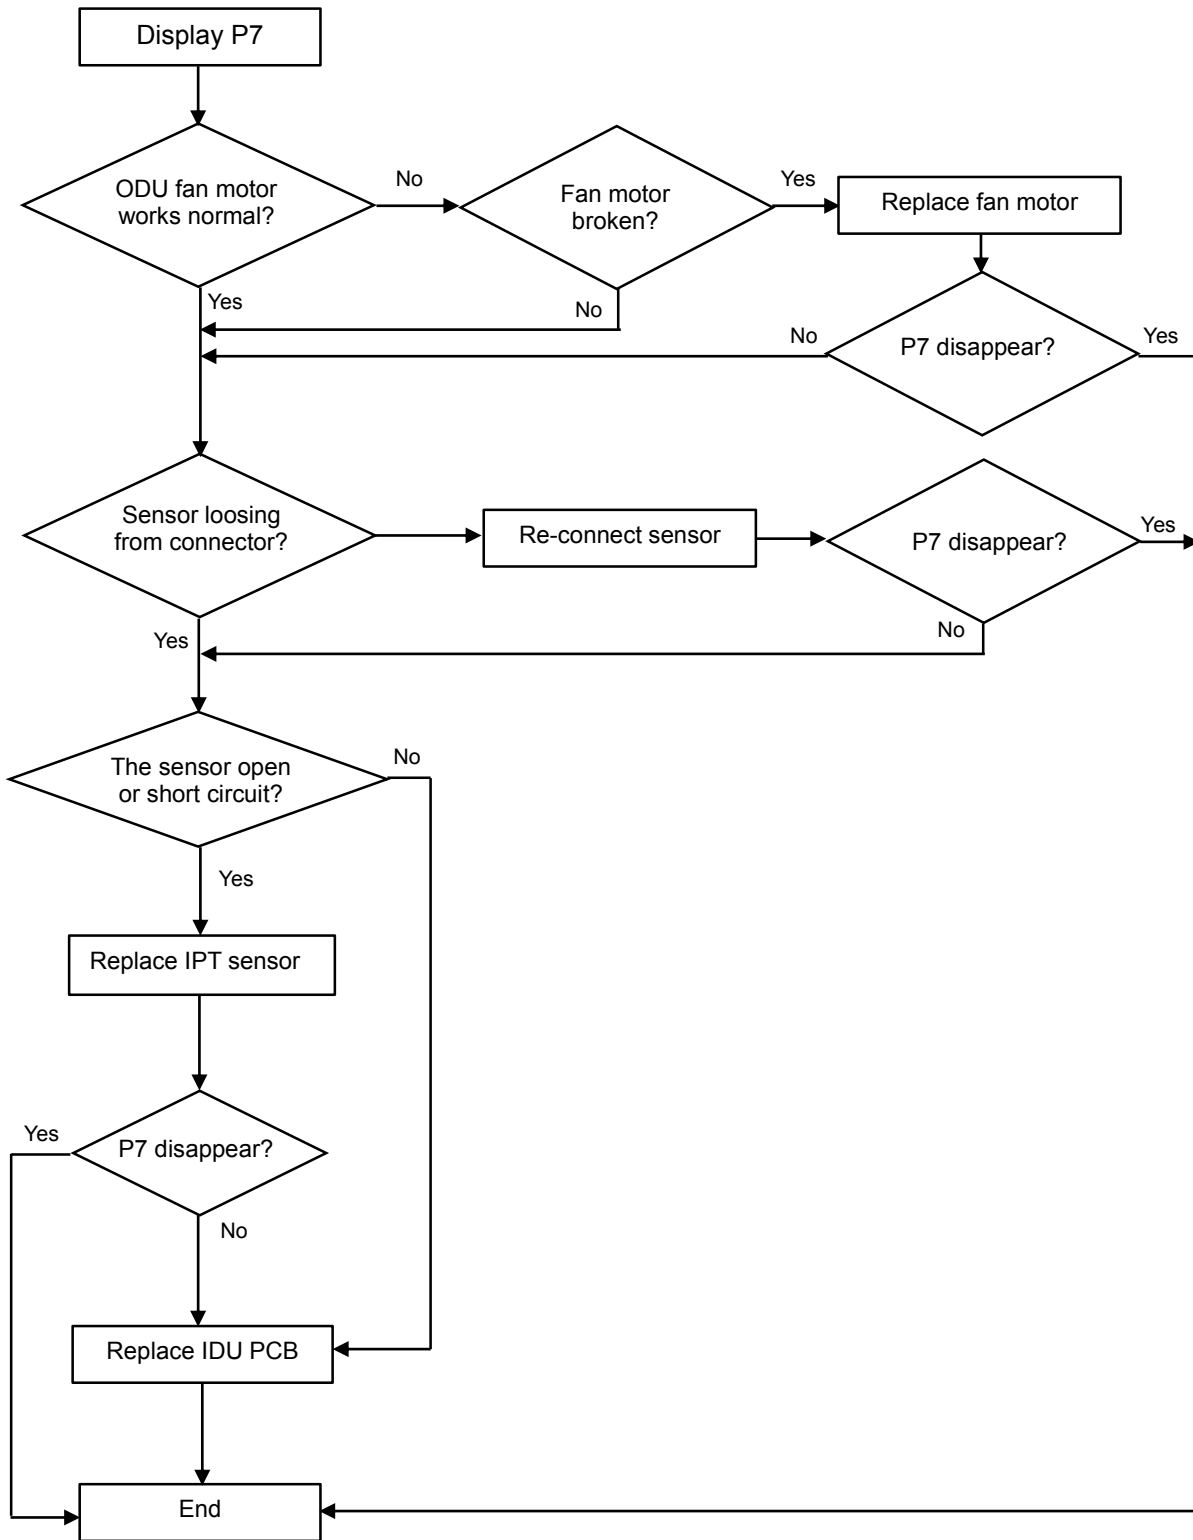 Display P7
ODU fan motor
works normal?
No
Fan motor
broken?
Yes
Replace fan motor
Yes
No
No
P7 disappear?
Yes
Sensor loosing
from connector?
Re-connect sensor
P7 disappear?
Yes
Yes
No
The sensor open
or short circuit?
No
Yes
Replace IPT sensor
Yes
P7 disappear?
No
Replace IDU PCB
End